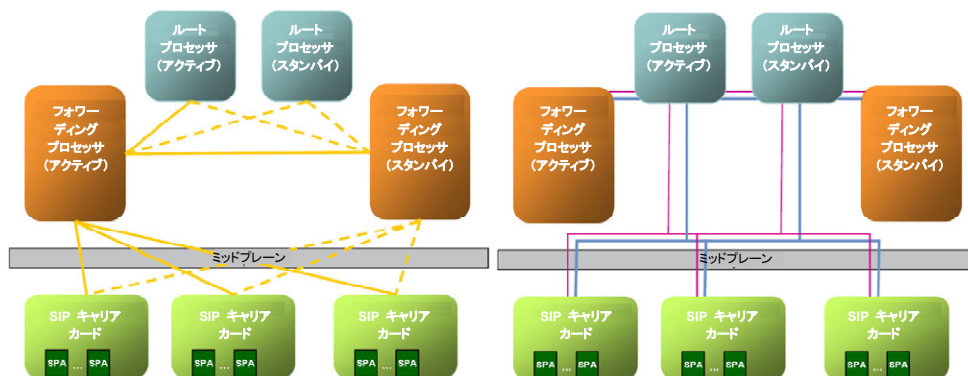 ルート
プロセッサ
（アクティブ）
ルート
プロセッサ
（スタンバイ）
フォワー
ディング
プロセッサ
（アクティブ）
フォワー
ディング
プロセッサ
（スタンバイ）
ミッドプレーン
SIP キャリア
カード
SPA ... SPA
SIP キャリア
カード
SPA ... SPA
SIP キャリア
カード
SPA ... SPA
ルート
プロセッサ
（アクティブ）
ルート
プロセッサ
（スタンバイ）
フォワー
ディング
プロセッサ
（アクティブ）
フォワー
ディング
プロセッサ
（スタンバイ）
ミッドプレーン
SIP キャリア
カード
SPA ... SPA
SIP キャリア
カード
SPA ... SPA
SIP キャリア
カード
SPA ... SPA